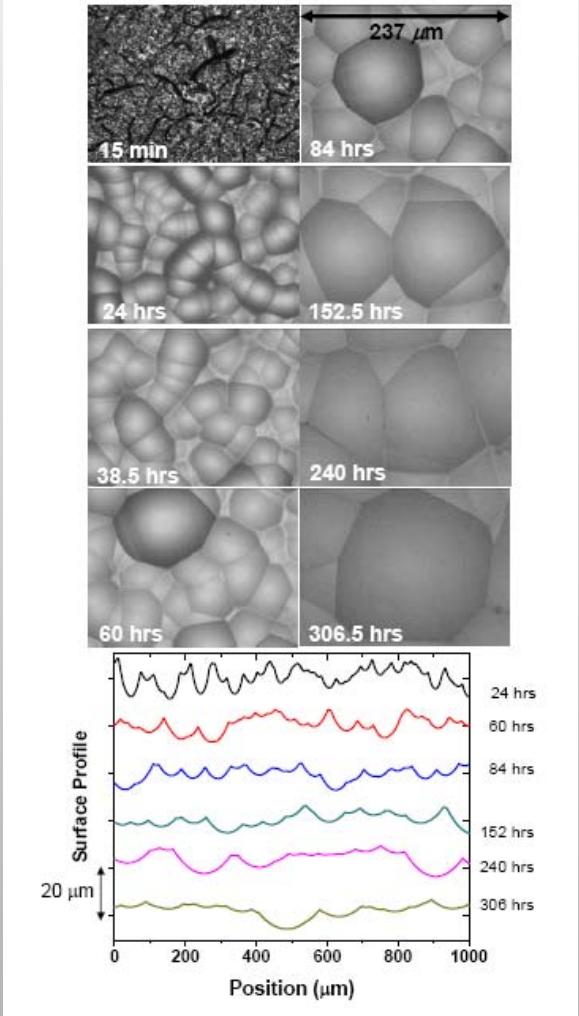 237 μm
15 min
84 hrs
24 hrs
152.5 hrs
38.5 hrs
240 hrs
60 hrs
306.5 hrs
Surface Profile
24 hrs
60 hrs
84 hrs
152 hrs
240 hrs
306 hrs
20 μm
0 200 400 600 800 1000
Position (μm)